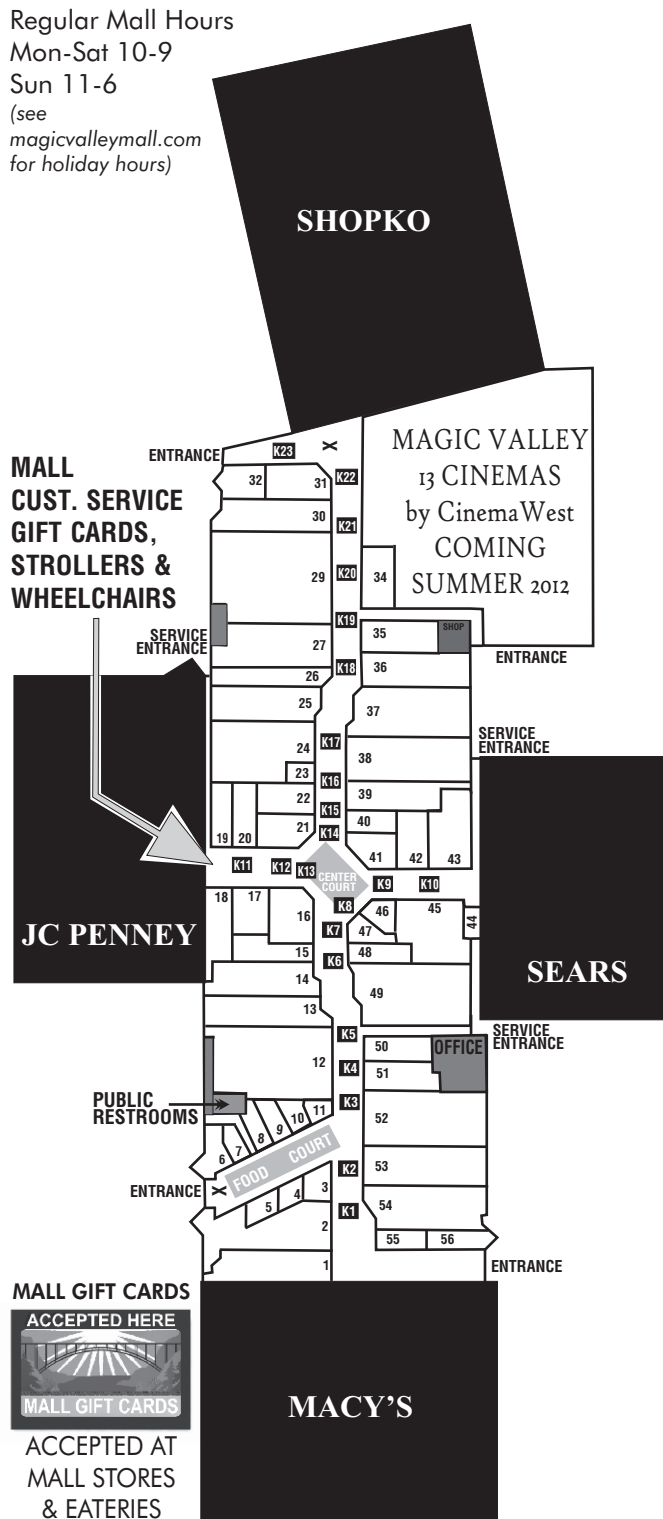 Regular Mall Hours
Mon-Sat 10-9
Sun 11-6
(see
magicvalleymall.com
for holiday hours)
SHOPKO
MAGIC VALLEY
13 CINEMAS
by CinemaWest
COMING
SUMMER 2012
ENTRANCE
K23
X
MALL
CUST. SERVICE
GIFT CARDS,
STROLLERS &
WHEELCHAIRS
32
31
K22
30
K21
29
K20
34
SERVICE
ENTRANCE
K19
35
SHOP
27
ENTRANCE
26
K18
36
25
37
24
K17
38
SERVICE
ENTRANCE
23
K16
39
22
K15
40
19
20
21
K14
41
42
43
K11
K12
K13
CENTER
COURT
K9
K10
18
17
16
K8
46
45
44
JC PENNEY
K7
47
15
K6
48
SEARS
14
49
13
K5
50
OFFICE
SERVICE
ENTRANCE
12
K4
51
PUBLIC
RESTROOMS
K3
11
10
9
8
7
6
52
FOOD COURT
ENTRANCE
X
K2
53
3
4
5
K1
54
2
55
56
1
ENTRANCE
MALL GIFT CARDS
ACCEPTED HERE
MALL GIFT CARDS
ACCEPTED AT
MALL STORES
& EATERIES
MACY'S